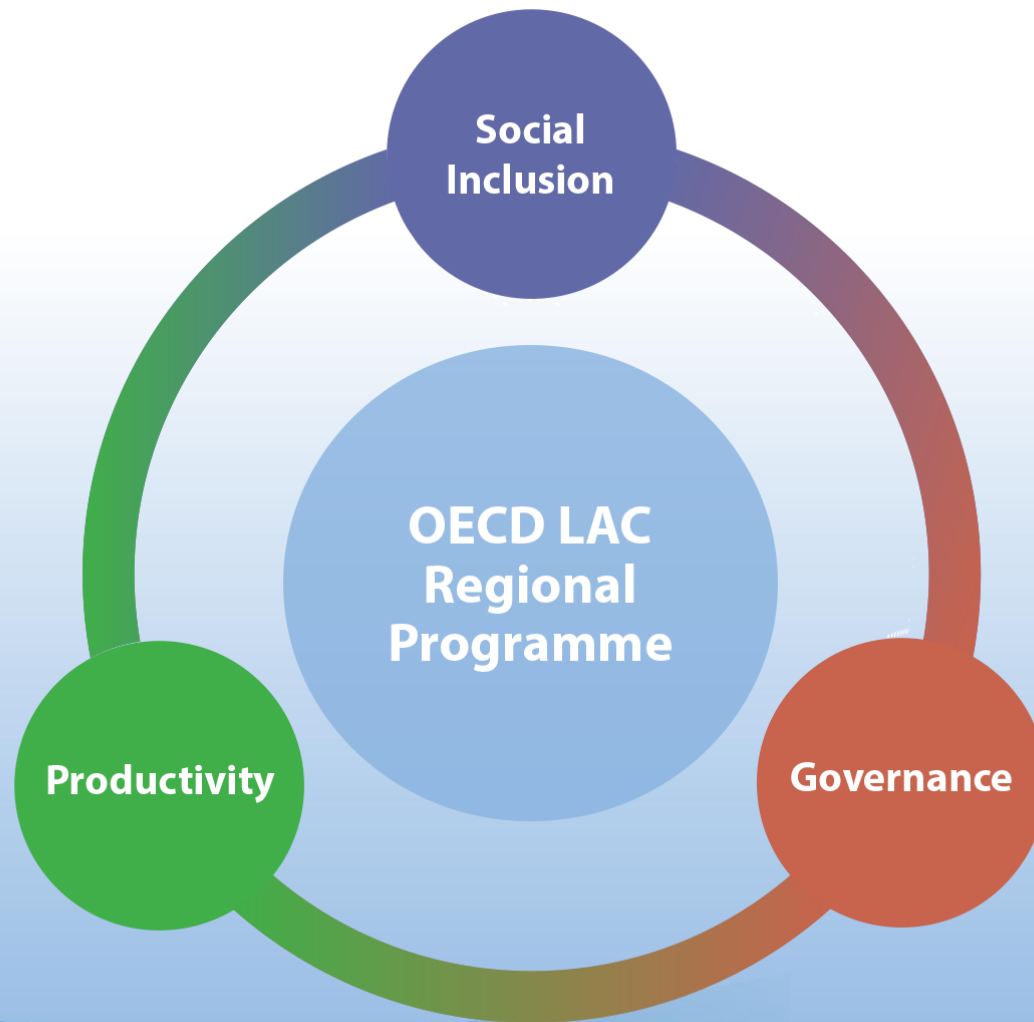 Social
Inclusion
OECD LAC
Regional
Programme
Productivity
Governance